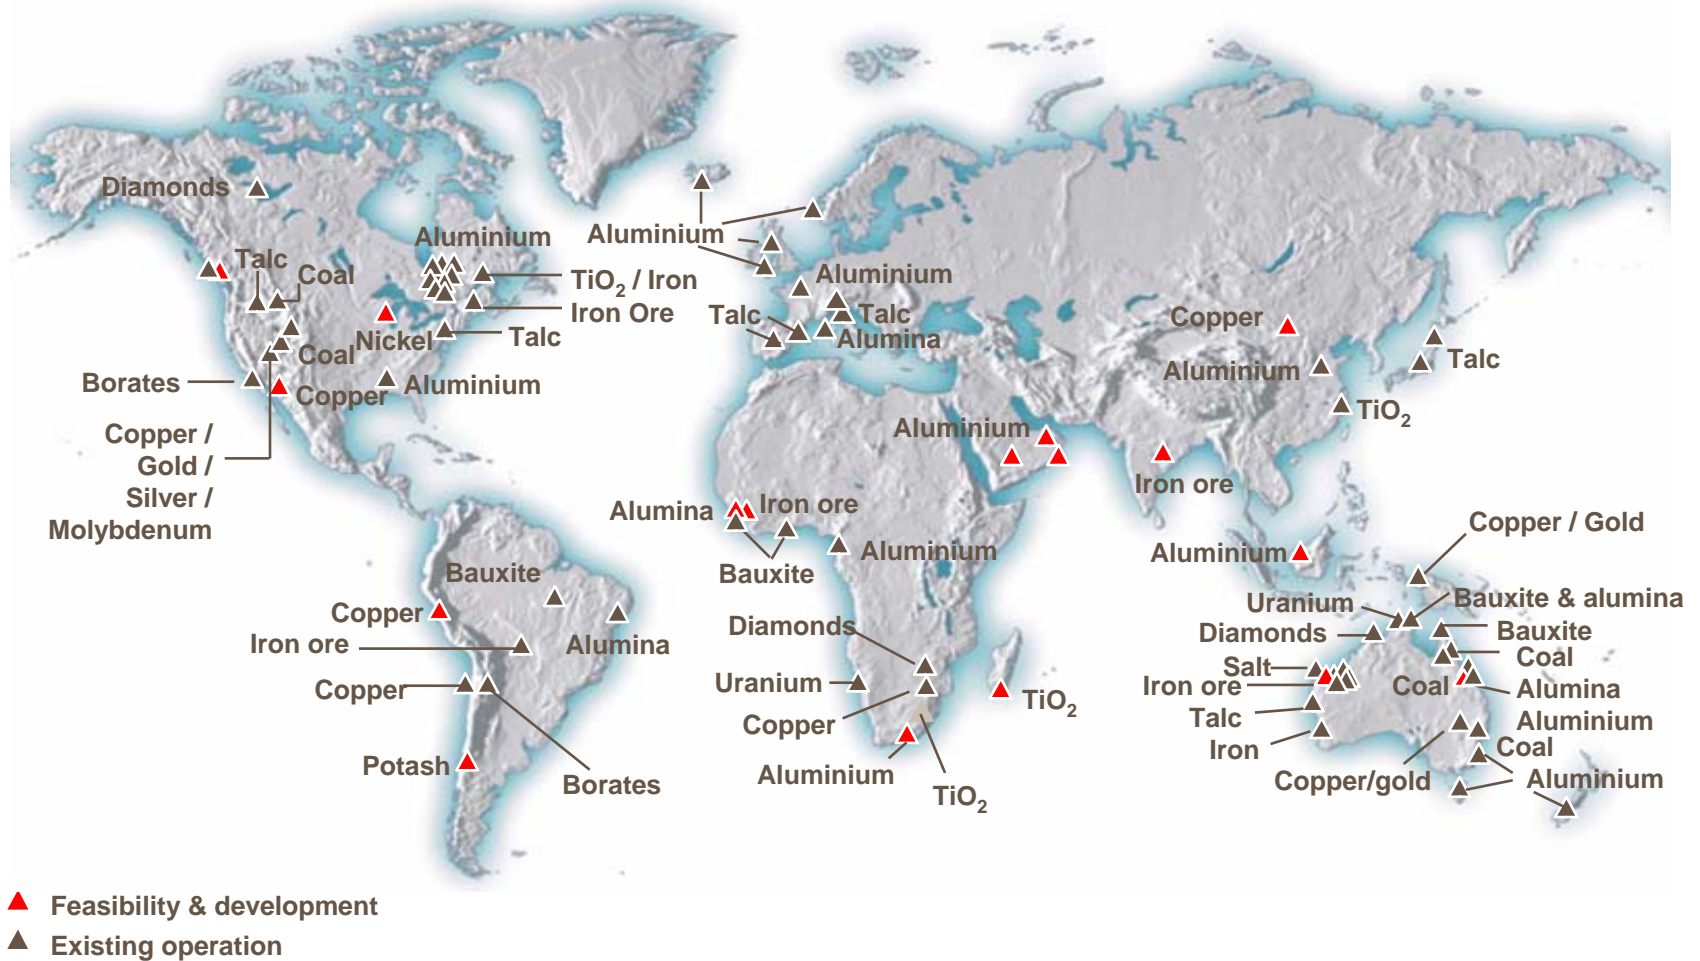 Diamonds
Talc
Coal
Aluminium
TiO₂ / Iron
Iron Ore
Nickel
Talc
Coal
Borates
Copper
Aluminium
Copper /
Gold /
Silver /
Molybdenum
Aluminium
Aluminium
Talc
Talc
Alumina
Copper
Aluminium
Talc
TiO₂
Aluminium
Iron ore
Alumina
Iron ore
Bauxite
Aluminium
Aluminium
Copper / Gold
Bauxite
Copper
Iron ore
Alumina
Copper
Potash
Borates
Diamonds
Uranium
Copper
Aluminium
TiO₂
TiO₂
Uranium
Bauxite & alumina
Diamonds
Bauxite
Salt
Coal
Iron ore
Coal
Alumina
Talc
Aluminium
Iron
Coal
Copper/gold
Aluminium
Feasibility & development
Existing operation